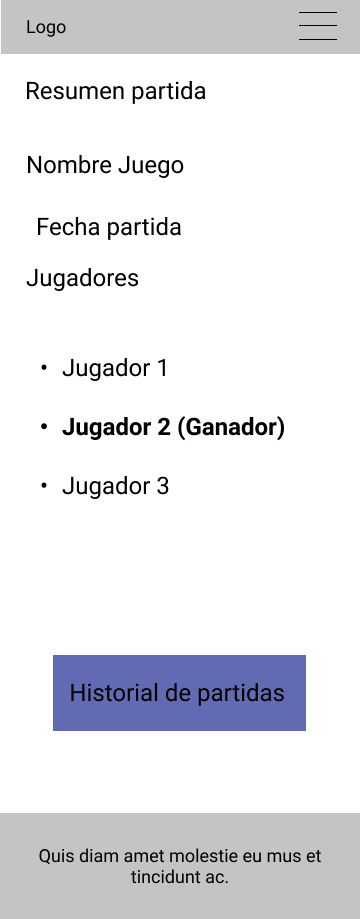 Logo
Resumen partida
Nombre Juego
Fecha partida
Jugadores
• Jugador 1
• Jugador 2 (Ganador)
• Jugador 3
Historial de partidas
Quis diam amet molestie eu mus et
tincidunt ac.